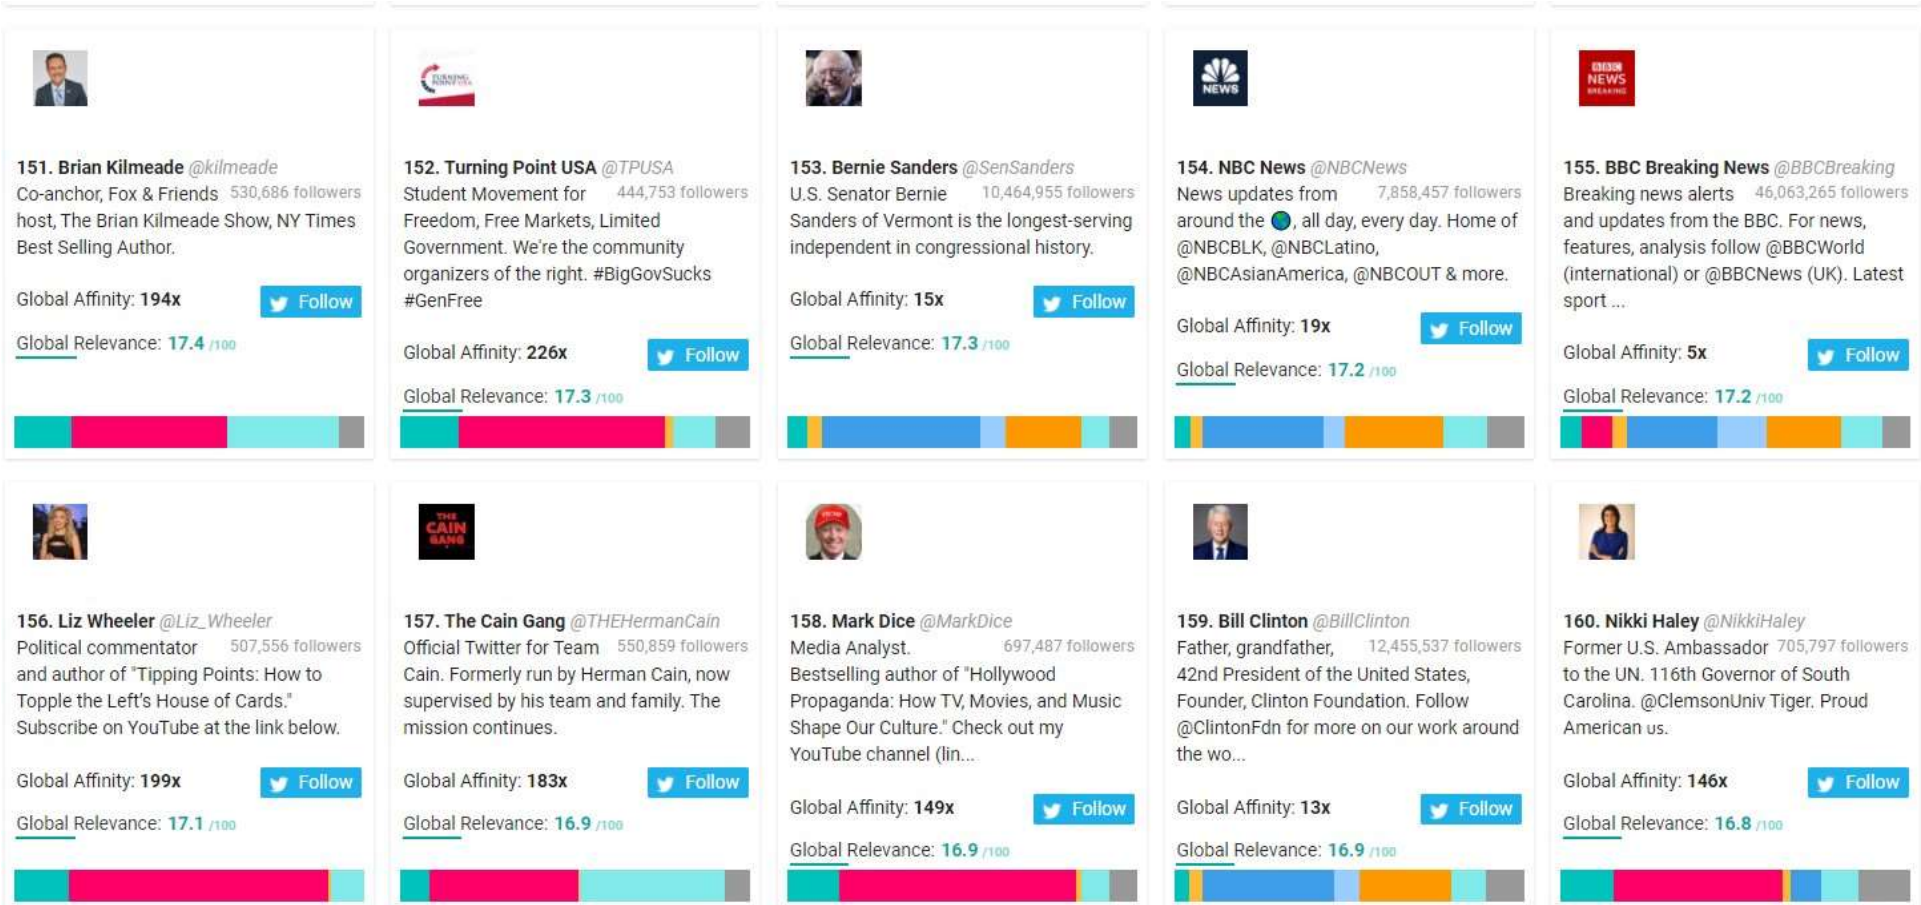 151. Brian Kilmeade @kilmeade
Co-anchor, Fox & Friends 530,686 followers
host, The Brian Kilmeade Show, NY Times
Best Selling Author.
Global Affinity: 194x Follow
Global Relevance: 17.4 /100
TURNING
POINT USA
152. Turning Point USA @TPUSA
Student Movement for 444,753 followers
Freedom, Free Markets, Limited
Government. We're the community
organizers of the right. #BigGovSucks
#GenFree
Global Affinity: 226x Follow
Global Relevance: 17.3 /100
153. Bernie Sanders @SenSanders
U.S. Senator Bernie 10,464,955 followers
Sanders of Vermont is the longest-serving
independent in congressional history.
Global Affinity: 15x Follow
Global Relevance: 17.3 /100
NEWS
154. NBC News @NBCNews
News updates from 7,858,457 followers
around the 🌎, all day, every day. Home of
@NBCBLK, @NBCLatino,
@NBCAsianAmerica, @NBCOUT & more.
Global Affinity: 19x Follow
Global Relevance: 17.2 /100
BBC
NEWS
BREAKING
155. BBC Breaking News @BBCBreaking
Breaking news alerts 46,063,265 followers
and updates from the BBC. For news,
features, analysis follow @BBCWorld
(international) or @BBCNews (UK). Latest
sport ...
Global Affinity: 5x Follow
Global Relevance: 17.2 /100
156. Liz Wheeler @Liz_Wheeler
Political commentator 507,556 followers
and author of "Tipping Points: How to
Topple the Left's House of Cards."
Subscribe on YouTube at the link below.
Global Affinity: 199x Follow
Global Relevance: 17.1 /100
THE
CAIN
GANG
157. The Cain Gang @THEHermanCain
Official Twitter for Team 550,859 followers
Cain. Formerly run by Herman Cain, now
supervised by his team and family. The
mission continues.
Global Affinity: 183x Follow
Global Relevance: 16.9 /100
158. Mark Dice @MarkDice
Media Analyst. 697,487 followers
Bestselling author of "Hollywood
Propaganda: How TV, Movies, and Music
Shape Our Culture." Check out my
YouTube channel (lin...
Global Affinity: 149x Follow
Global Relevance: 16.9 /100
159. Bill Clinton @BillClinton
Father, grandfather, 12,455,537 followers
42nd President of the United States,
Founder, Clinton Foundation. Follow
@ClintonFdn for more on our work around
the wo...
Global Affinity: 13x Follow
Global Relevance: 16.9 /100
160. Nikki Haley @NikkiHaley
Former U.S. Ambassador 705,797 followers
to the UN. 116th Governor of South
Carolina. @ClemsonUniv Tiger. Proud
American us.
Global Affinity: 146x Follow
Global Relevance: 16.8 /100